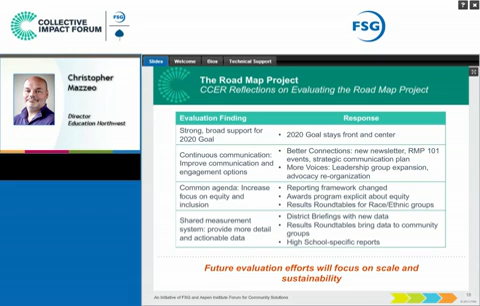 COLLECTIVE
IMPACT FORUM
FSG
FSG
Slides
Welcome
Bios
Technical Support
Christopher
Mazzeo
Director
Education Northwest
The Road Map Project
CCER Reflections on Evaluating the Road Map Project
Evaluation Finding
Response
Strong, broad support for
2020 Goal
• 2020 Goal stays front and center
Continuous communication:
Improve communication and
engagement options
• Better Connections: new newsletter, RMP 101
events, strategic communication plan
• More Voices: Leadership group expansion,
advocacy re-organization
Common agenda: Increase
focus on equity and
inclusion
• Reporting framework changed
• Awards program explicit about equity
• Results Roundtables for Race/Ethnic groups
Shared measurement
system: provide more detail
and actionable data
• District Briefings with new data
• Results Roundtables bring data to community
groups
• High School-specific reports
Future evaluation efforts will focus on scale and
sustainability
An Initiative of FSG and Aspen Institute Forum for Community Solutions